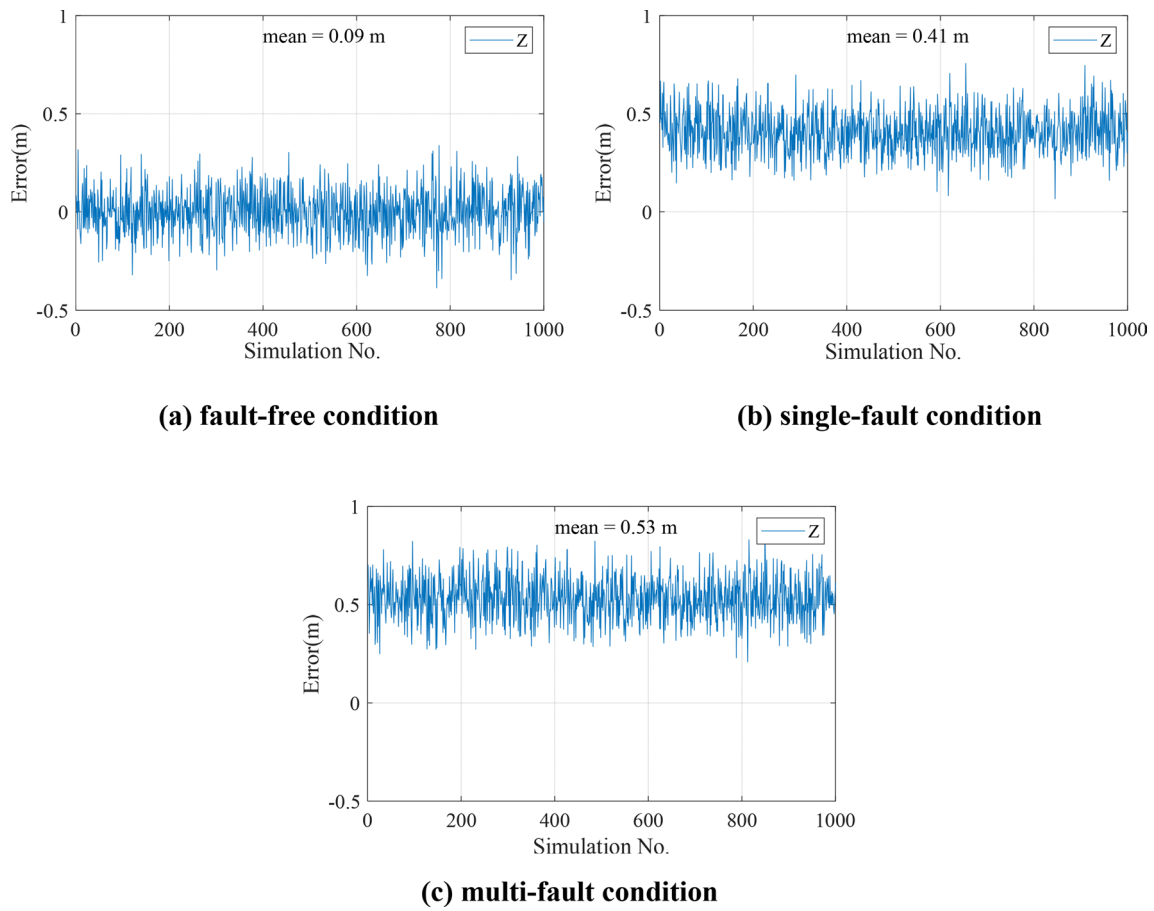 mean = 0.09 m
Z
1
0.5
0
-0.5
Error(m)
0
200
400
600
800
1000
Simulation No.
(a) fault-free condition
mean = 0.41 m
Z
1
0.5
0
-0.5
Error(m)
0
200
400
600
800
1000
Simulation No.
(b) single-fault condition
mean = 0.53 m
Z
1
0.5
0
-0.5
Error(m)
0
200
400
600
800
1000
Simulation No.
(c) multi-fault condition